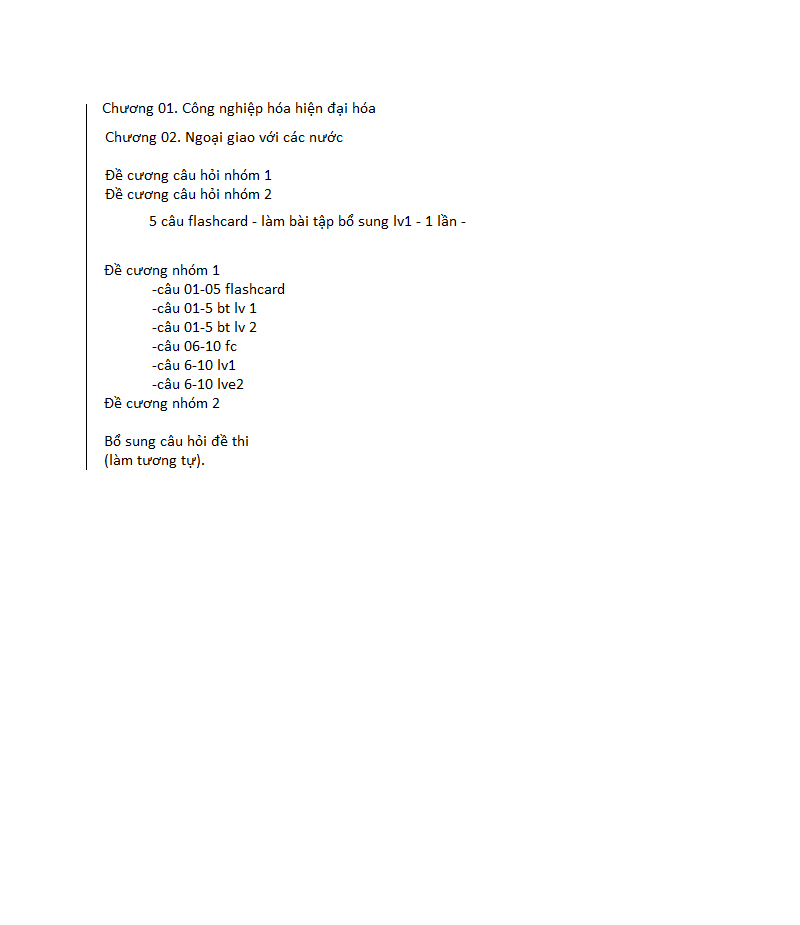 Chương 01. Công nghiệp hóa hiện đại hóa
Chương 02. Ngoại giao với các nước
Đề cương câu hỏi nhóm 1
Đề cương câu hỏi nhóm 2
5 câu flashcard - làm bài tập bổ sung lv1 - 1 lần -
Đề cương nhóm 1
-câu 01-05 flashcard
-câu 01-5 bt lv 1
-câu 01-5 bt lv 2
-câu 06-10 fc
-câu 6-10 lv1
-câu 6-10 lve2
Đề cương nhóm 2
Bổ sung câu hỏi đề thi
(làm tương tự).